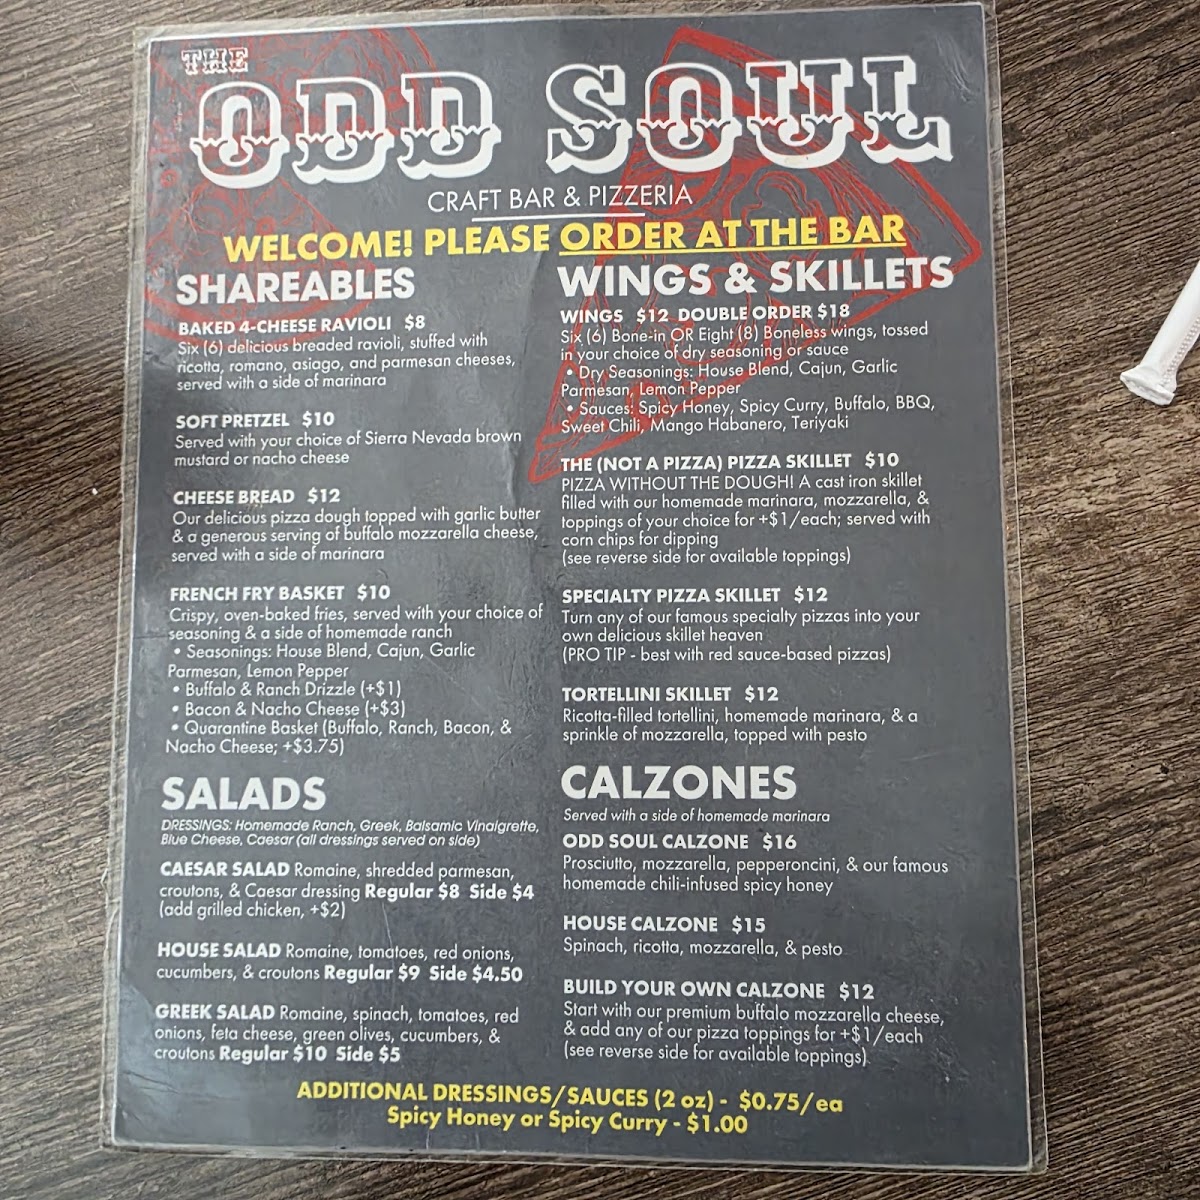 THE
ODD SOUL
CRAFT BAR & PIZZERIA
WELCOME! PLEASE ORDER AT THE BAR
SHAREABLES
BAKED 4-CHEESE RAVIOLI $8
Six (6) delicious breaded ravioli, stuffed with
ricotta, romano, asiago, and parmesan cheeses,
served with a side of marinara
SOFT PRETZEL $10
Served with your choice of Sierra Nevada brown
mustard or nacho cheese
CHEESE BREAD $12
Our delicious pizza dough topped with garlic butter
& a generous serving of buffalo mozzarella cheese,
served with a side of marinara
FRENCH FRY BASKET $10
Crispy, oven-baked fries, served with your choice of
seasoning & a side of homemade ranch
• Seasonings: House Blend, Cajun, Garlic
Parmesan, Lemon Pepper
• Buffalo & Ranch Drizzle (+$1)
• Bacon & Nacho Cheese (+$3)
• Quarantine Basket (Buffalo, Ranch, Bacon, &
Nacho Cheese; +$3.75)
SALADS
DRESSINGS: Homemade Ranch, Greek, Balsamic Vinaigrette,
Blue Cheese, Caesar (all dressings served on side)
CAESAR SALAD Romaine, shredded parmesan,
croutons, & Caesar dressing Regular $8 Side $4
(add grilled chicken, +$2)
HOUSE SALAD Romaine, tomatoes, red onions,
cucumbers, & croutons Regular $9 Side $4.50
GREEK SALAD Romaine, spinach, tomatoes, red
onions, feta cheese, green olives, cucumbers, &
croutons Regular $10 Side $5
WINGS & SKILLETS
WINGS $12 DOUBLE ORDER $18
Six (6) Bone-in OR Eight (8) Boneless wings, tossed
in your choice of dry seasoning or sauce
• Dry Seasonings: House Blend, Cajun, Garlic
Parmesan, Lemon Pepper
• Sauces: Spicy Honey, Spicy Curry, Buffalo, BBQ,
Sweet Chili, Mango Habanero, Teriyaki
THE (NOT A PIZZA) PIZZA SKILLET $10
PIZZA WITHOUT THE DOUGH! A cast iron skillet
filled with our homemade marinara, mozzarella, &
toppings of your choice for +$1/each; served with
corn chips for dipping
(see reverse side for available toppings)
SPECIALTY PIZZA SKILLET $12
Turn any of our famous specialty pizzas into your
own delicious skillet heaven
(PRO TIP - best with red sauce-based pizzas)
TORTELLINI SKILLET $12
Ricotta-filled tortellini, homemade marinara, & a
sprinkle of mozzarella, topped with pesto
CALZONES
Served with a side of homemade marinara
ODD SOUL CALZONE $16
Prosciutto, mozzarella, pepperoncini, & our famous
homemade chili-infused spicy honey
HOUSE CALZONE $15
Spinach, ricotta, mozzarella, & pesto
BUILD YOUR OWN CALZONE $12
Start with our premium buffalo mozzarella cheese,
& add any of our pizza toppings for +$1/each
(see reverse side for available toppings)
ADDITIONAL DRESSINGS/SAUCES (2 oz) - $0.75/ea
Spicy Honey or Spicy Curry - $1.00